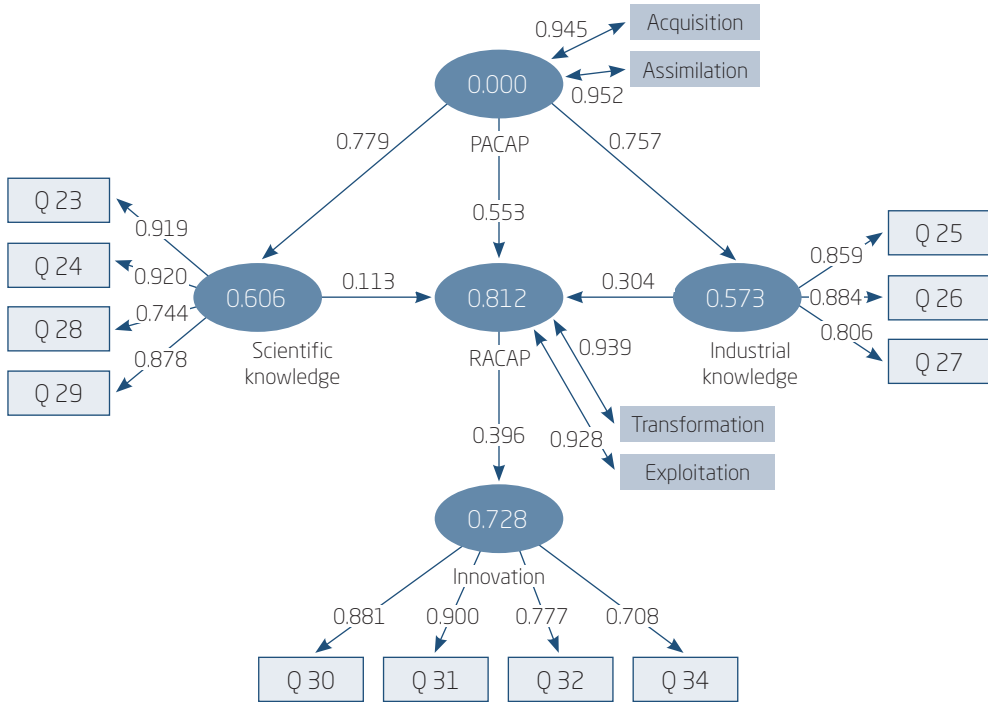 0.945
Acquisition
Assimilation
0.000
0.952
0.779
PACAP
0.757
Q 23
0.919
0.553
Q 25
0.859
Q 24
0.920
0.606
0.113
0.812
0.304
0.573
0.884
Q 26
Q 28
0.744
0.806
0.878
Scientific
knowledge
RACAP
0.939
Industrial
knowledge
Q 27
Q 29
0.396
0.928
Transformation
Exploitation
0.728
Innovation
0.881
0.900
0.777
0.708
Q 30
Q 31
Q 32
Q 34